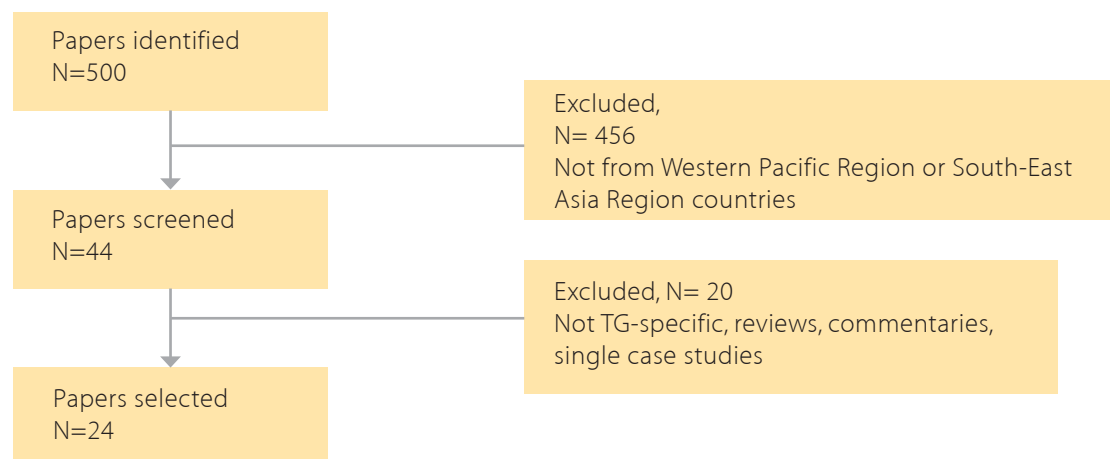 Papers identified
N=500
Excluded,
N= 456
Not from Western Pacific Region or South-East
Asia Region countries
Papers screened
N=44
Excluded, N= 20
Not TG-specific, reviews, commentaries,
single case studies
Papers selected
N=24